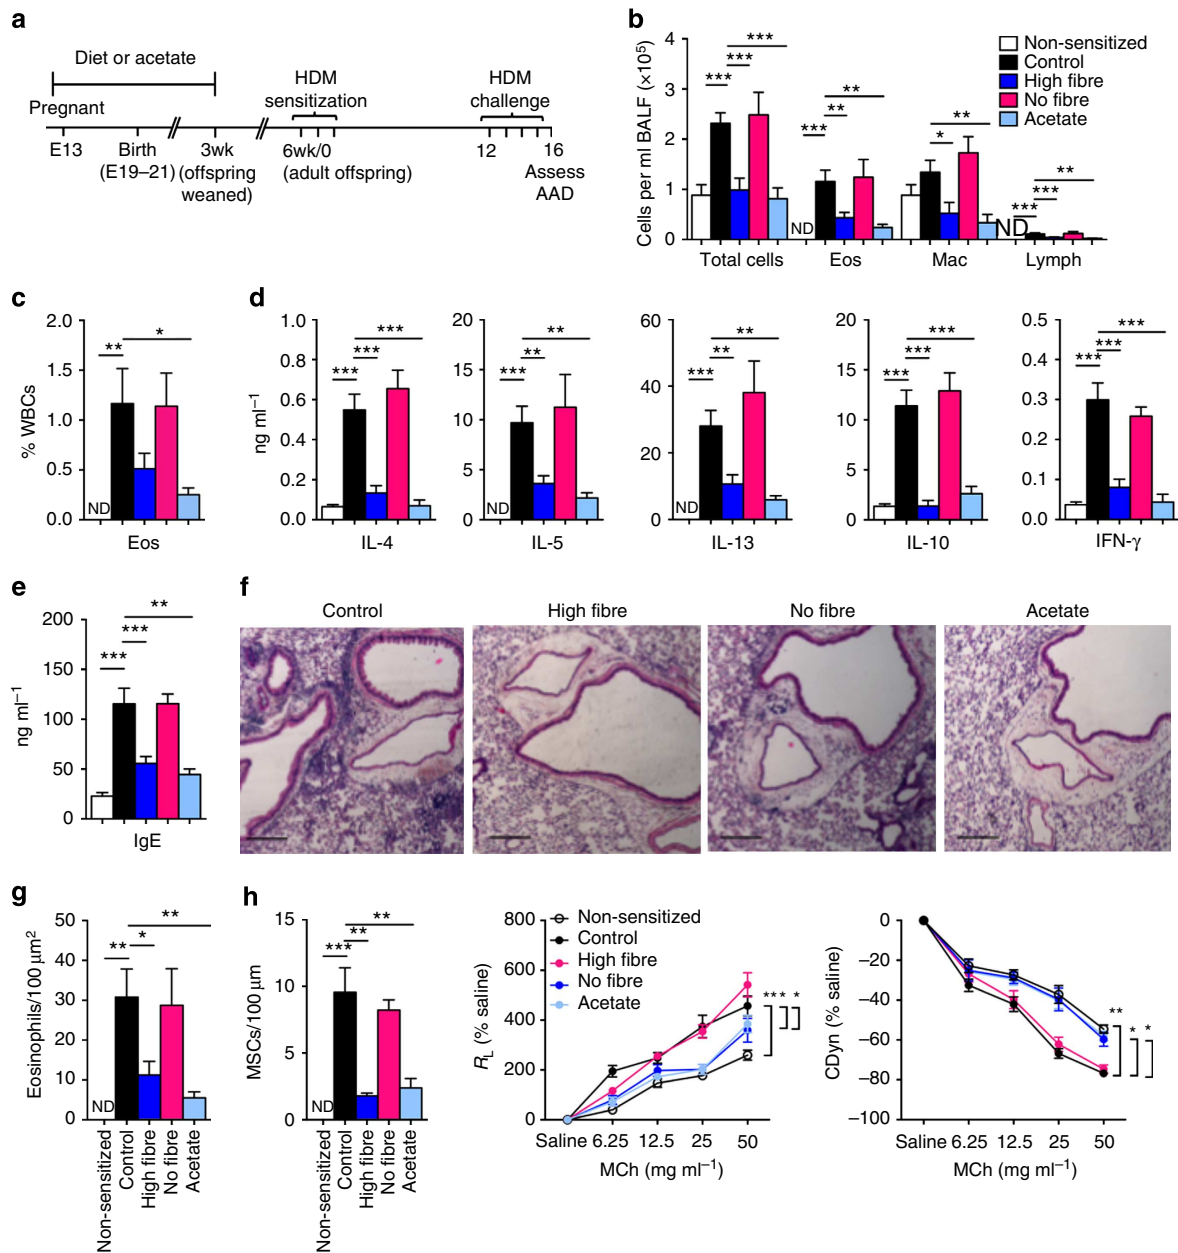 a
Diet or acetate
Pregnant
HDM
sensitization
HDM
challenge
E13
Birth
(E19–21)
3wk
(offspring
weaned)
6wk/0
(adult offspring)
12
16
Assess
AAD
b
Cells per ml BALF (×10⁵)
4
3
2
1
0
***
***
***
***
**
**
ND
*
**
ND
***
***
**
Total cells
Eos
Mac
Lymph
Non-sensitized
Control
High fibre
No fibre
Acetate
c
% WBCs
2.0
1.5
1.0
0.5
0.0
**
*
ND
Eos
d
ng ml⁻¹
1.0
0.8
0.6
0.4
0.2
0.0
***
***
***
IL-4
20
15
10
5
0
***
**
**
ND
IL-5
60
40
20
0
***
**
**
ND
IL-13
20
15
10
5
0
***
***
***
IL-10
0.5
0.4
0.3
0.2
0.1
0.0
***
***
***
IFN-γ
e
ng ml⁻¹
200
150
100
50
0
***
***
**
IgE
f
Control
High fibre
No fibre
Acetate
g
Eosinophils/100 μm²
50
40
30
20
10
0
**
*
**
ND
Non-sensitized
Control
High fibre
No fibre
Acetate
h
MSCs/100 μm
15
10
5
0
***
**
**
ND
Non-sensitized
Control
High fibre
No fibre
Acetate
R_L (% saline)
800
600
400
200
0
Non-sensitized
Control
High fibre
No fibre
Acetate
*** * *
Saline 6.25 12.5 25 50
MCh (mg ml⁻¹)
CDyn (% saline)
0
−20
−40
−60
−80
−100
**
*
*
Saline 6.25 12.5 25 50
MCh (mg ml⁻¹)